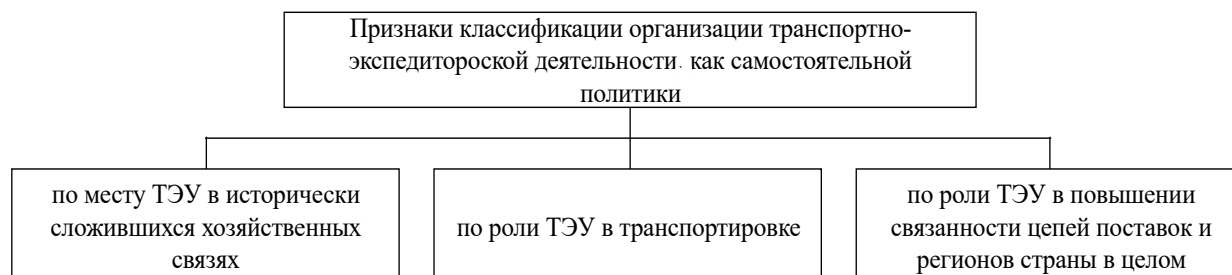 Признаки классификации организации транспортно-
экспедитороской деятельности. как самостоятельной
политики
по месту ТЭУ в исторически
сложившихся хозяйственных
связях
по роли ТЭУ в транспортировке
по роли ТЭУ в повышении
связанности цепей поставок и
регионов страны в целом